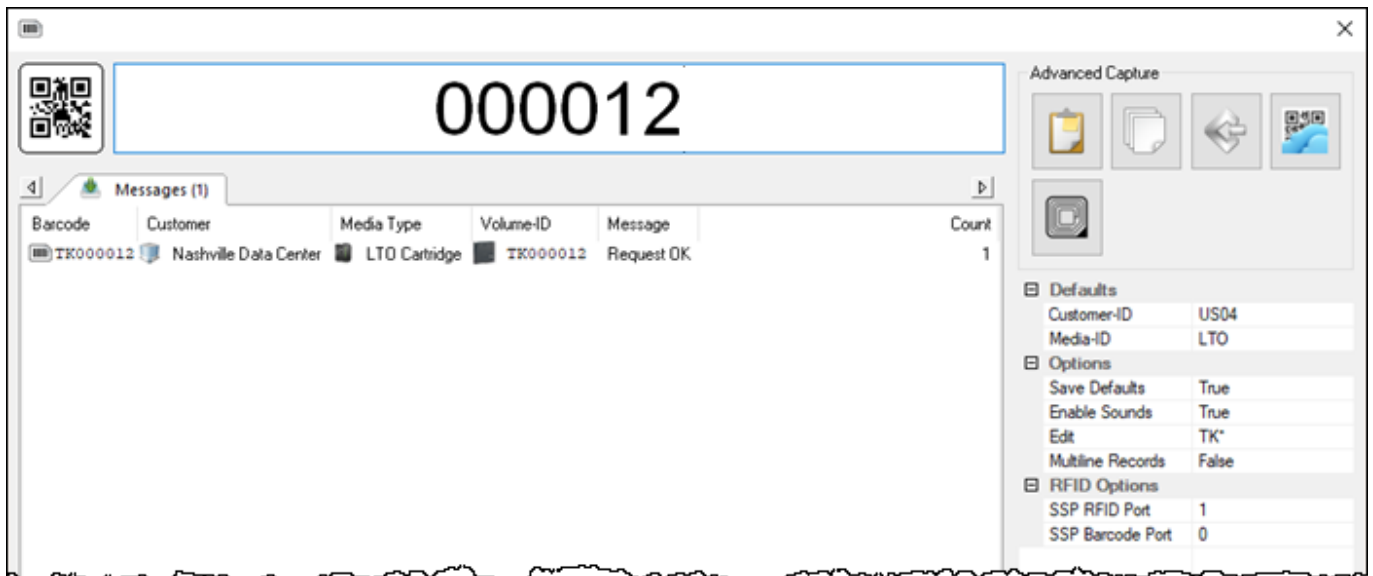 000012
Messages (1)
Barcode Customer Media Type Volume-ID Message Count
TK000012 Nashville Data Center LTO Cartridge TK000012 Request OK 1
Advanced Capture
Defaults
Customer-ID US04
Media-ID LTO
Options
Save Defaults True
Enable Sounds True
Edit TK*
Multiline Records False
RFID Options
SSP RFID Port 1
SSP Barcode Port 0